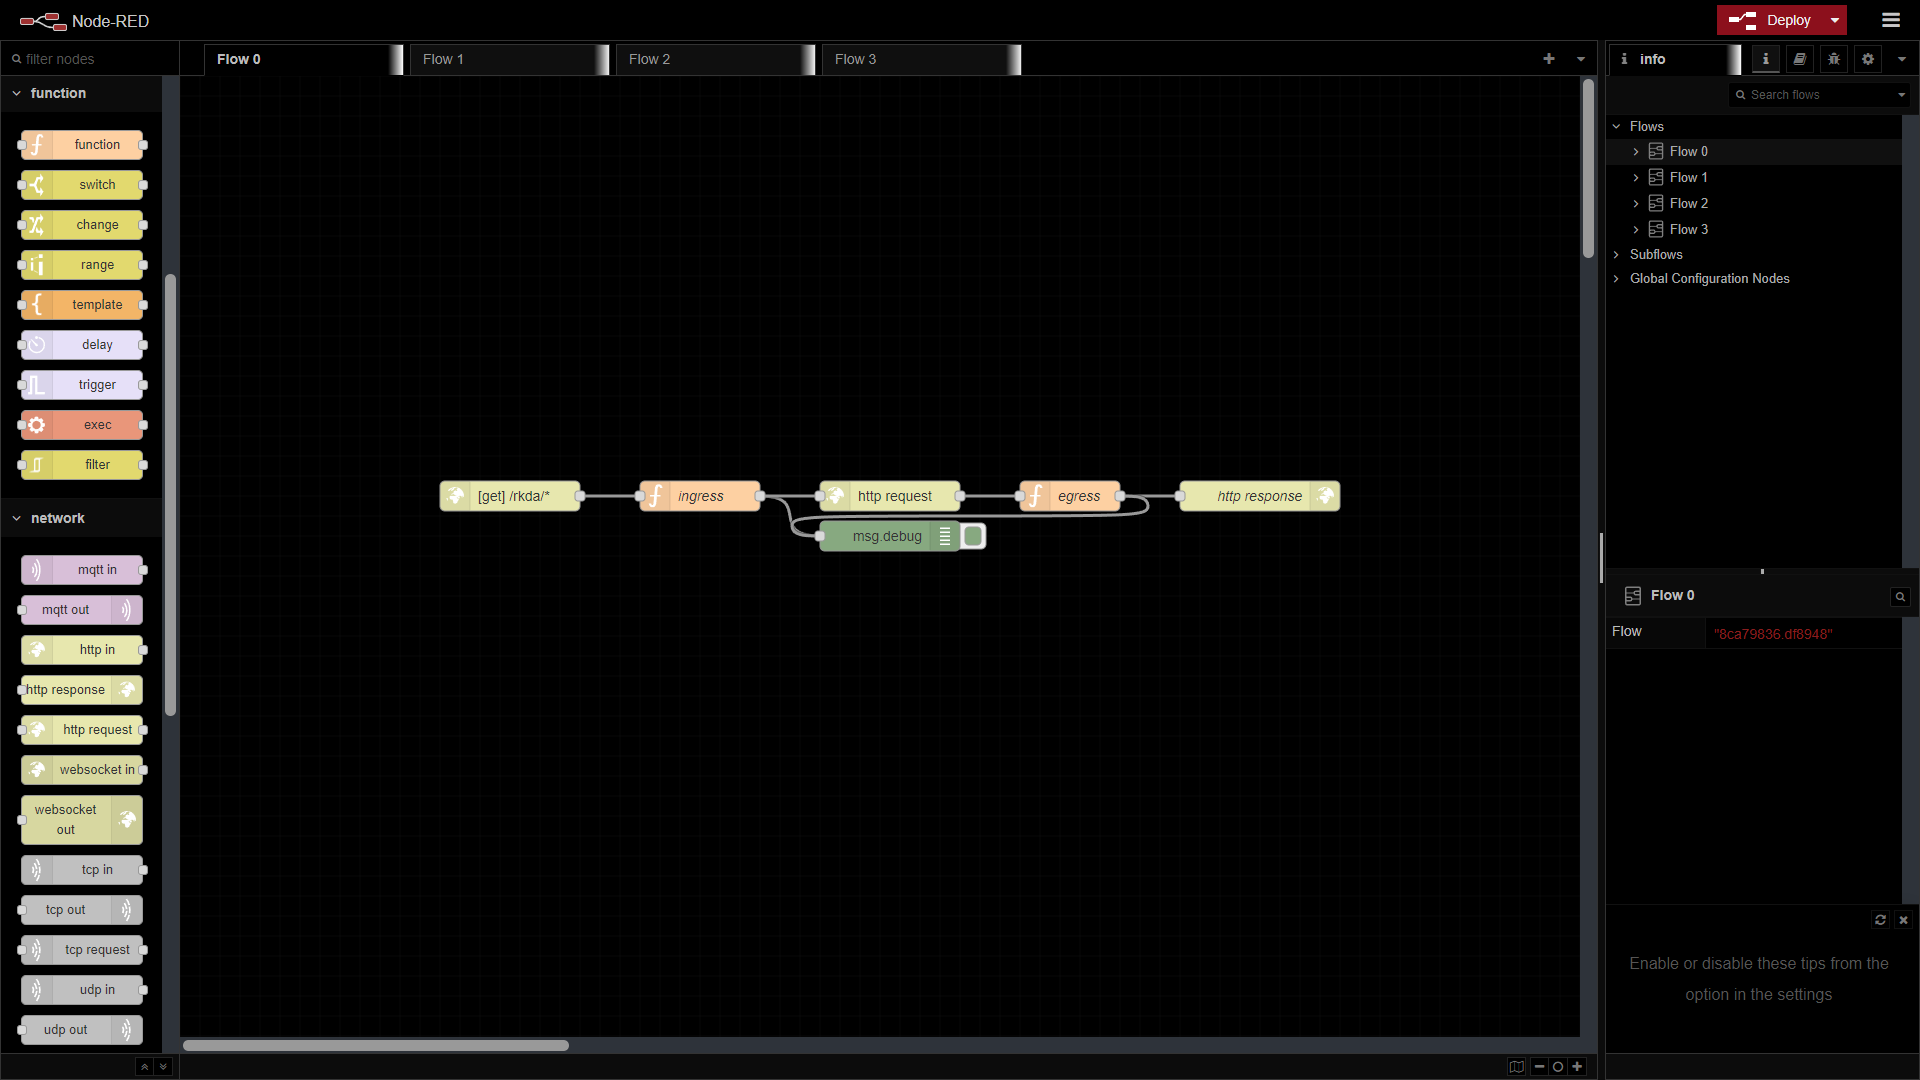 Node-RED
Deploy
filter nodes
Flow 0
Flow 1
Flow 2
Flow 3
info
Search flows
function
function
switch
change
range
template
delay
trigger
exec
filter
network
mqtt in
mqtt out
http in
http response
http request
websocket in
websocket
out
tcp in
tcp out
tcp request
udp in
udp out
[get] /rkda/*
ingress
http request
egress
http response
msg.debug
Flows
Flow 0
Flow 1
Flow 2
Flow 3
Subflows
Global Configuration Nodes
Flow 0
Flow
"8ca79836.df8948"
Enable or disable these tips from the
option in the settings